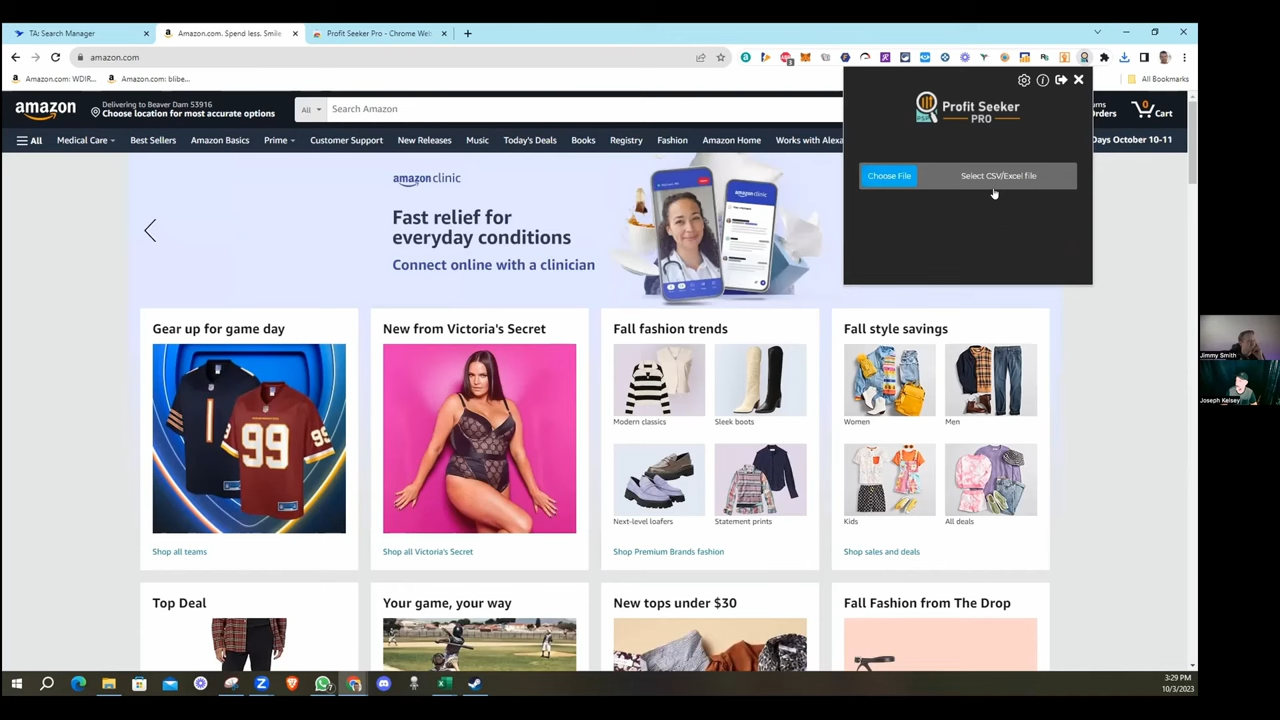 TA: Search Manager
Amazon.com. Spend less. Smile
Profit Seeker Pro - Chrome Web
amazon.com
Amazon.com: WDIR...
Amazon.com: blibe...
All Bookmarks
amazon
Delivering to Beaver Dam 53916
Choose location for most accurate options
All
Search Amazon
urns
Orders
0
Cart
All
Medical Care
Best Sellers
Amazon Basics
Prime
Customer Support
New Releases
Music
Today's Deals
Books
Registry
Fashion
Amazon Home
Works with Alexa
Days October 10-11
Profit Seeker
PRO
Choose File
Select CSV/Excel file
amazon clinic
Fast relief for
everyday conditions
Connect online with a clinician
Gear up for game day
New from Victoria's Secret
Fall fashion trends
Fall style savings
1
99
99
Modern classics
Sleek boots
Women
Men
Next-level loafers
Statement prints
Kids
All deals
Shop all teams
Shop all Victoria's Secret
Shop Premium Brands fashion
Shop sales and deals
Top Deal
Your game, your way
New tops under $30
Fall Fashion from The Drop
Jimmy Smith
Joseph Kelsey
3:29 PM
10/3/2023